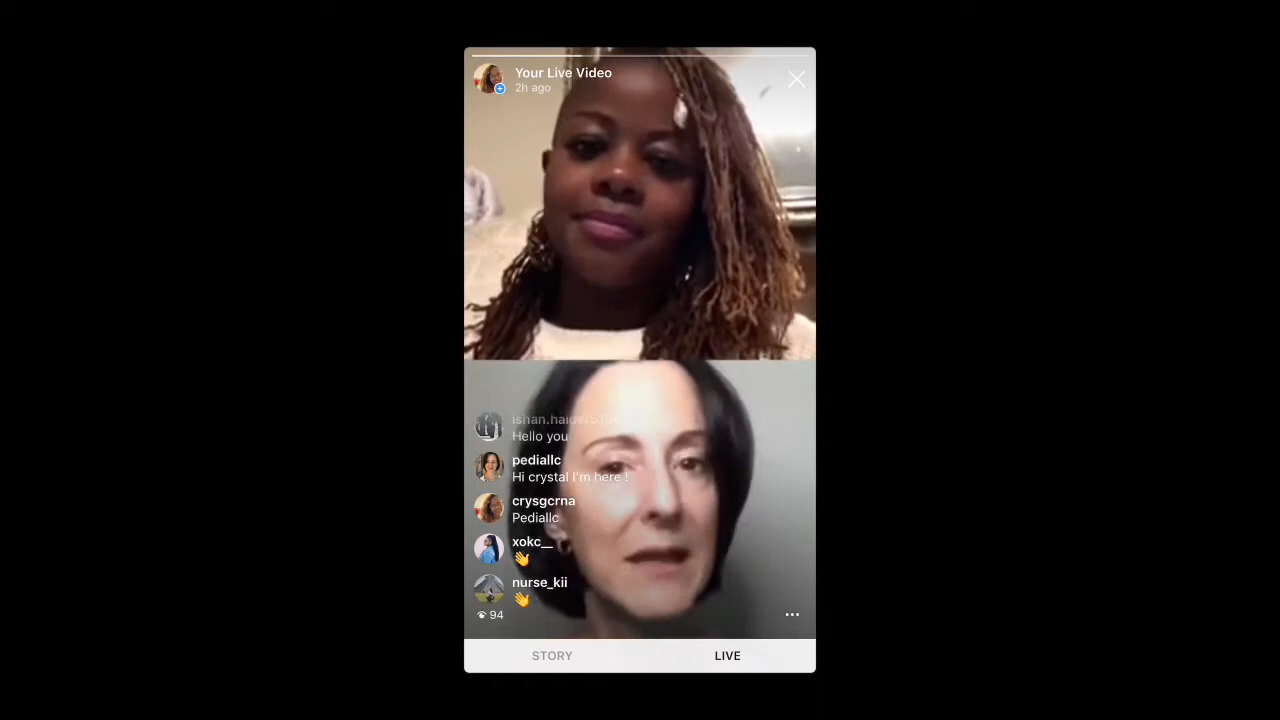 Your Live Video
2h ago
Hello you
pediallc
Hi crystal I'm here !
crysgcrna
Pediallc
xokc__
👋
nurse_kii
👋
94
STORY
LIVE